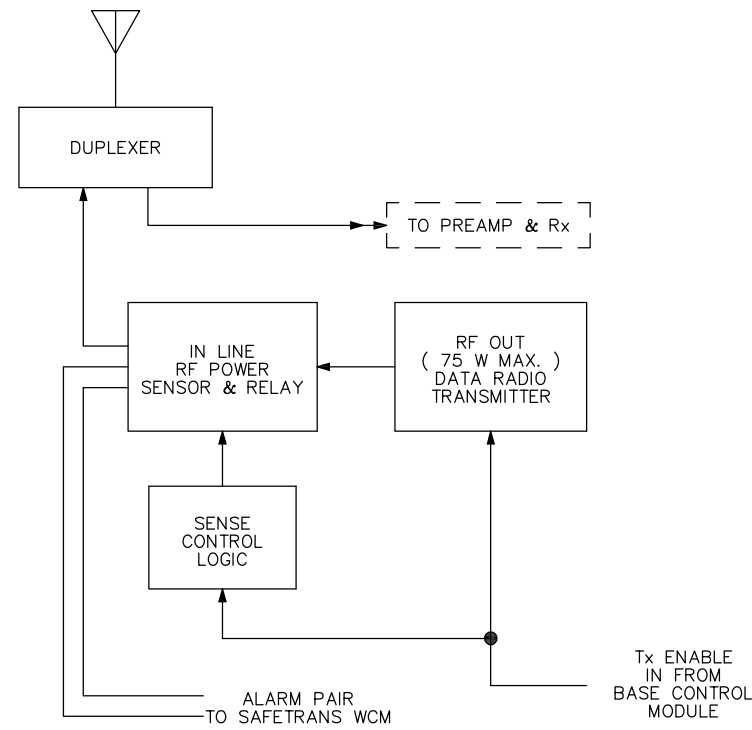 DUPLEXER
TO PREAMP & Rx
IN LINE
RF POWER
SENSOR & RELAY
RF OUT
( 75 W MAX. )
DATA RADIO
TRANSMITTER
SENSE
CONTROL
LOGIC
Tx ENABLE
IN FROM
BASE CONTROL
MODULE
ALARM PAIR
TO SAFETRANS WCM